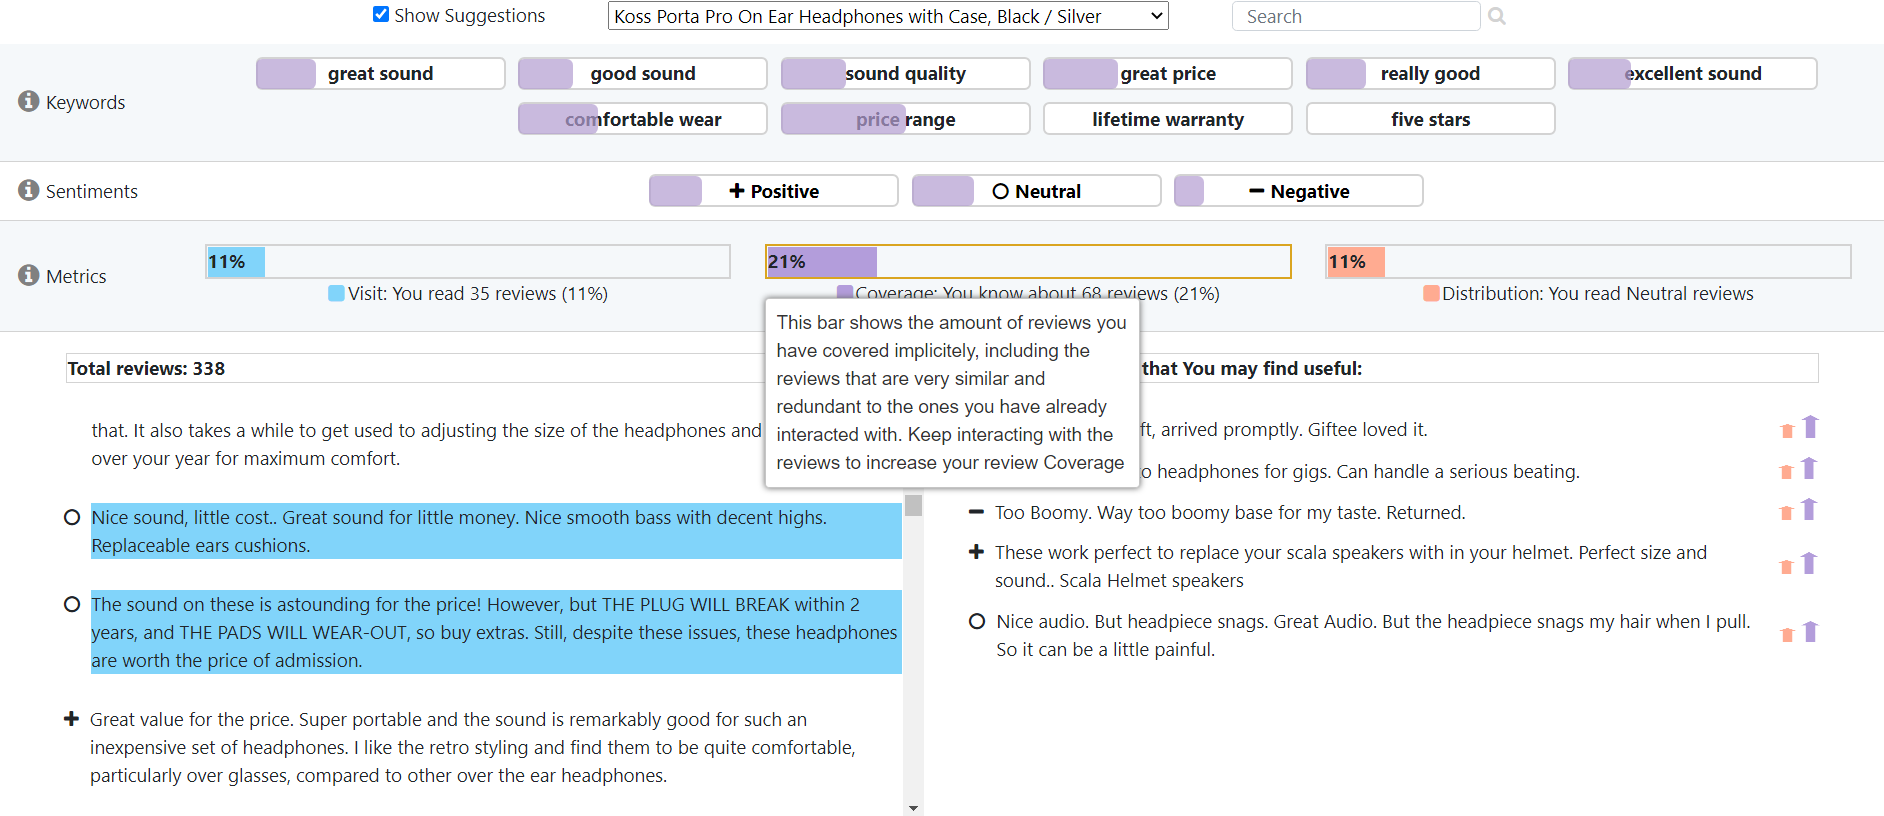 Show Suggestions
Koss Porta Pro On Ear Headphones with Case, Black / Silver
Search
Keywords
great sound
good sound
sound quality
great price
really good
excellent sound
comfortable wear
price range
lifetime warranty
five stars
Sentiments
Positive
Neutral
Negative
Metrics
11%
21%
11%
Visit: You read 35 reviews (11%)
Coverage: You know about 68 reviews (21%)
Distribution: You read Neutral reviews
This bar shows the amount of reviews you
have covered implicitely, including the
reviews that are very similar and
redundant to the ones you have already
interacted with. Keep interacting with the
reviews to increase your review Coverage
Total reviews: 338
that. It also takes a while to get used to adjusting the size of the headphones and
over your year for maximum comfort.
Nice sound, little cost.. Great sound for little money. Nice smooth bass with decent highs.
Replaceable ears cushions.
The sound on these is astounding for the price! However, but THE PLUG WILL BREAK within 2
years, and THE PADS WILL WEAR-OUT, so buy extras. Still, despite these issues, these headphones
are worth the price of admission.
Great value for the price. Super portable and the sound is remarkably good for such an
inexpensive set of headphones. I like the retro styling and find them to be quite comfortable,
particularly over glasses, compared to other over the ear headphones.
that You may find useful:
arrived promptly. Giftee loved it.
headphones for gigs. Can handle a serious beating.
Too Boomy. Way too boomy base for my taste. Returned.
These work perfect to replace your scala speakers with in your helmet. Perfect size and
sound.. Scala Helmet speakers
Nice audio. But headpiece snags. Great Audio. But the headpiece snags my hair when I pull.
So it can be a little painful.